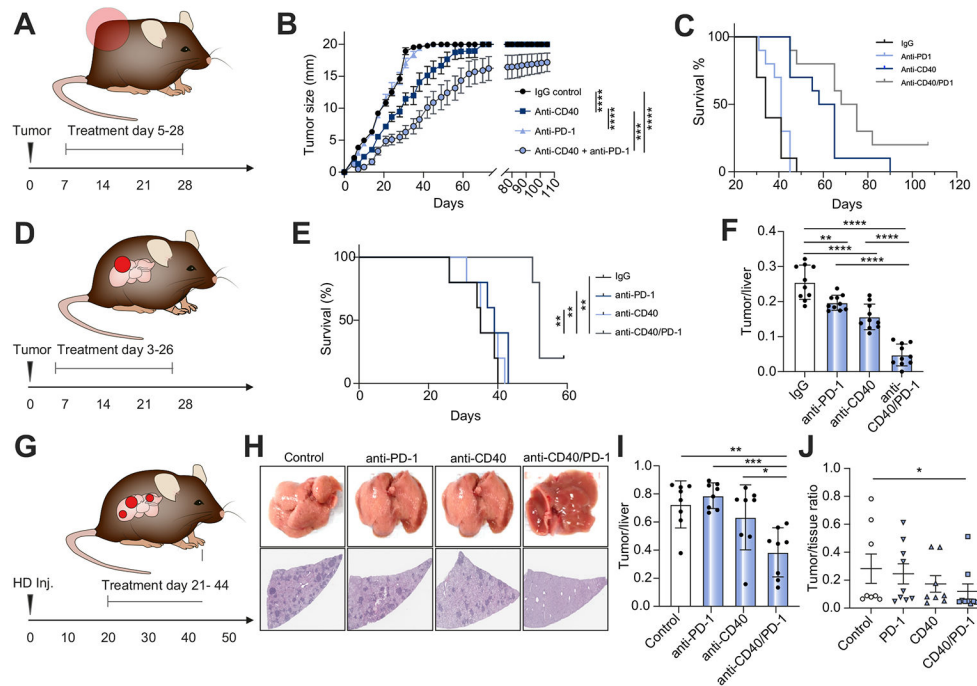 A
Tumor
Treatment day 5-28
0 7 14 21 28
B
Tumor size (mm)
20
15
10
5
0
0 20 40 60 80 90 100 110
Days
IgG control
Anti-CD40
Anti-PD-1
Anti-CD40 + anti-PD-1
****
****
***
****
C
Survival %
100
50
0
20 40 60 80 100 120
Days
IgG
Anti-PD1
Anti-CD40
Anti-CD40/PD1
D
Tumor
Treatment day 3-26
0 7 14 21 28
E
Survival (%)
100
50
0
0 20 40 60
Days
IgG
anti-PD-1
anti-CD40
anti-CD40/PD-1
**
**
**
F
****
** ****
****
****
Tumor/liver
0.4
0.3
0.2
0.1
0.0
IgG
anti-PD-1
anti-CD40
anti-
CD40/PD-1
G
HD Inj.
Treatment day 21- 44
0 10 20 30 40 50
H
Control anti-PD-1 anti-CD40 anti-CD40/PD-1
I
**
***
*
Tumor/liver
1.0
0.8
0.6
0.4
0.2
0.0
Control
anti-PD-1
anti-CD40
anti-CD40/PD-1
J
*
Tumor/tissue ratio
1.0
0.8
0.6
0.4
0.2
0.0
Control
PD-1
CD40
CD40/PD-1